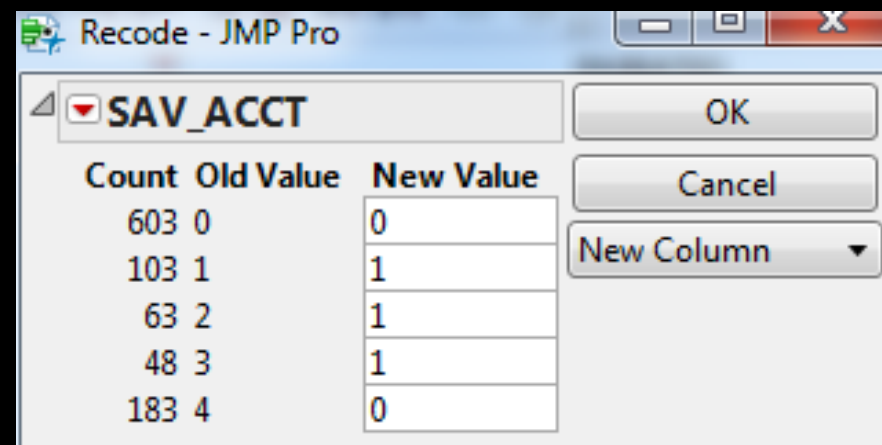 Recode - JMP Pro
SAV_ACCT
OK
Count Old Value New Value
Cancel
603 0 0
New Column
103 1 1
63 2 1
48 3 1
183 4 0